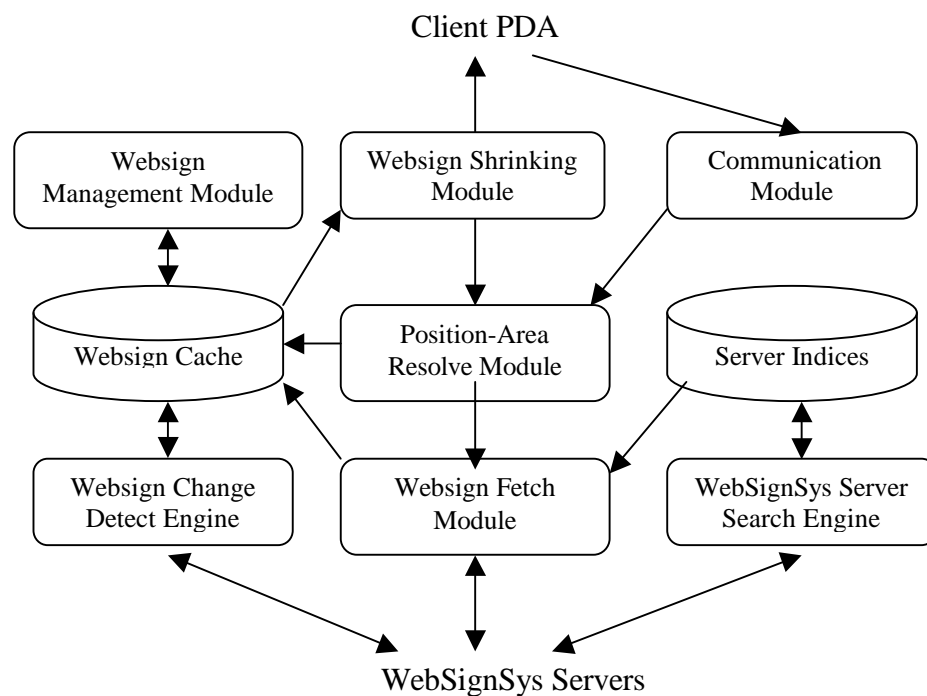 Client PDA
Websign
Management Module
Websign Shrinking
Module
Communication
Module
Websign Cache
Position-Area
Resolve Module
Server Indices
Websign Change
Detect Engine
Websign Fetch
Module
WebSignSys Server
Search Engine
WebSignSys Servers